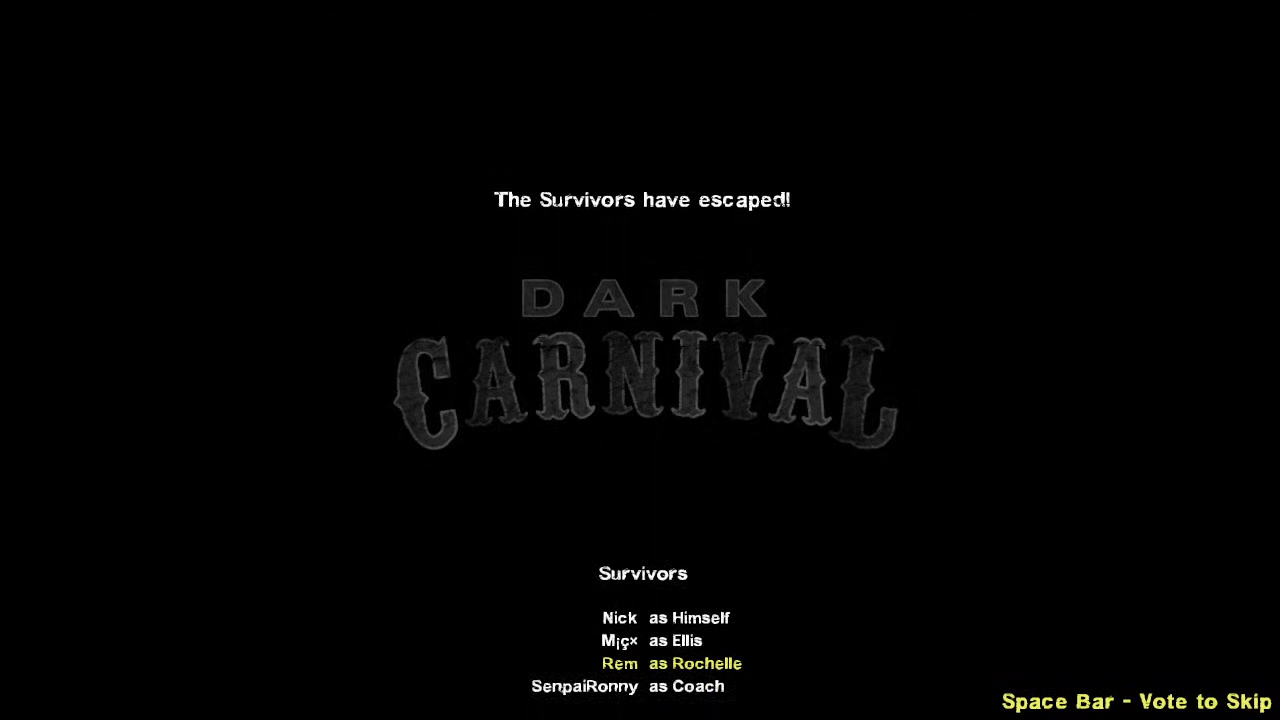 The Survivors have escaped!
DARK
CARNIVAL
Survivors
Nick as Himself
M¡ç× as Ellis
Rem as Rochelle
SenpaiRonny as Coach
Space Bar - Vote to Skip